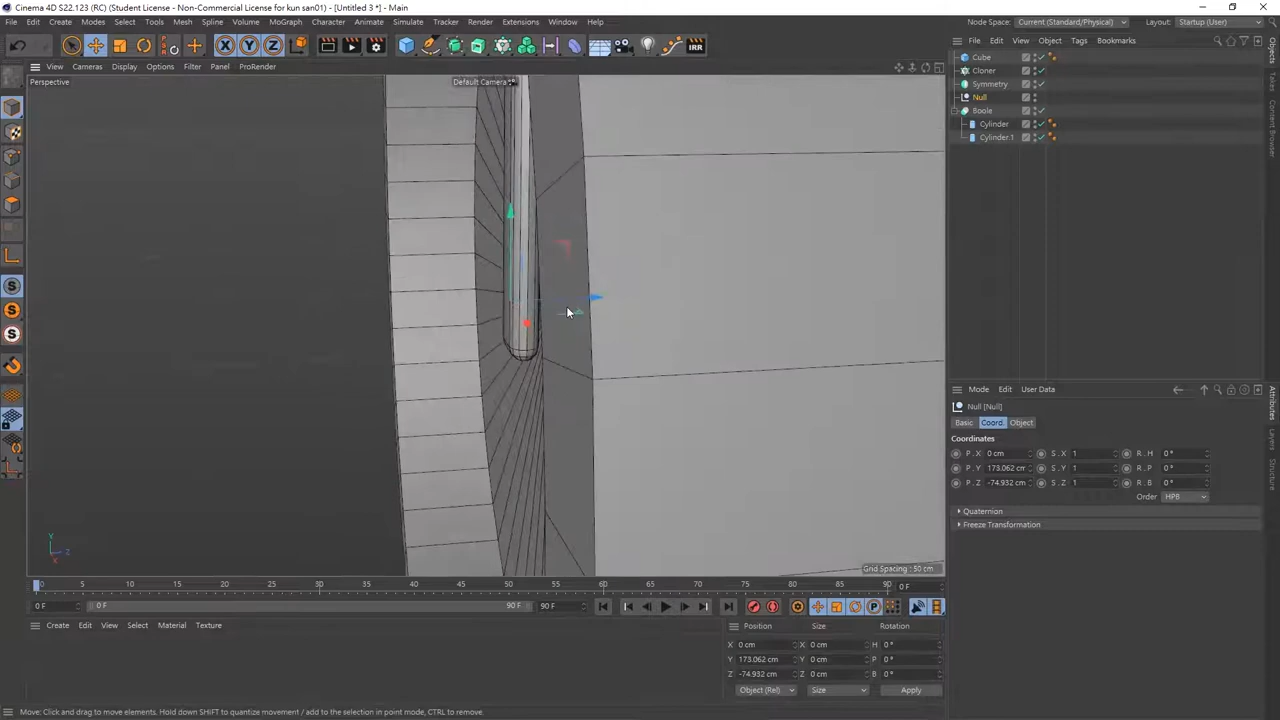 Cinema 4D S22.123 (RC) (Student License - Non-Commercial License for kun san01) - [Untitled 3 *] - Main
File Edit Create Modes Select Tools Mesh Spline Volume MoGraph Character Animate Simulate Tracker Render Extensions Window Help Node Space: Current (Standard/Physical) Layout: Startup (User)
X Y Z IRR File Edit View Object Tags Bookmarks
View Cameras Display Options Filter Panel ProRender
Perspective Default Camera
Cube
Cloner
Symmetry
Null
Boole
Cylinder
Cylinder.1
Objects
Takes
Content Browser
Mode Edit User Data
Null [Null]
Basic Coord. Object
Coordinates
P . X 0 cm S . X 1 R . H 0 °
P . Y 173.062 cm S . Y 1 R . P 0 °
P . Z -74.932 cm S . Z 1 R . B 0 °
Order HPB
Quaternion
Freeze Transformation
Attributes
Layers
Structure
Y Z X
Grid Spacing : 50 cm
0 5 10 15 20 25 30 35 40 45 50 55 60 65 70 75 80 85 90 0 F
0 F 0 F 90 F 90 F
Create Edit View Select Material Texture
Position Size Rotation
X 0 cm X 0 cm H 0 °
Y 173.062 cm Y 0 cm P 0 °
Z -74.932 cm Z 0 cm B 0 °
Object (Rel) Size Apply
Move: Click and drag to move elements. Hold down SHIFT to quantize movement / add to the selection in point mode, CTRL to remove.